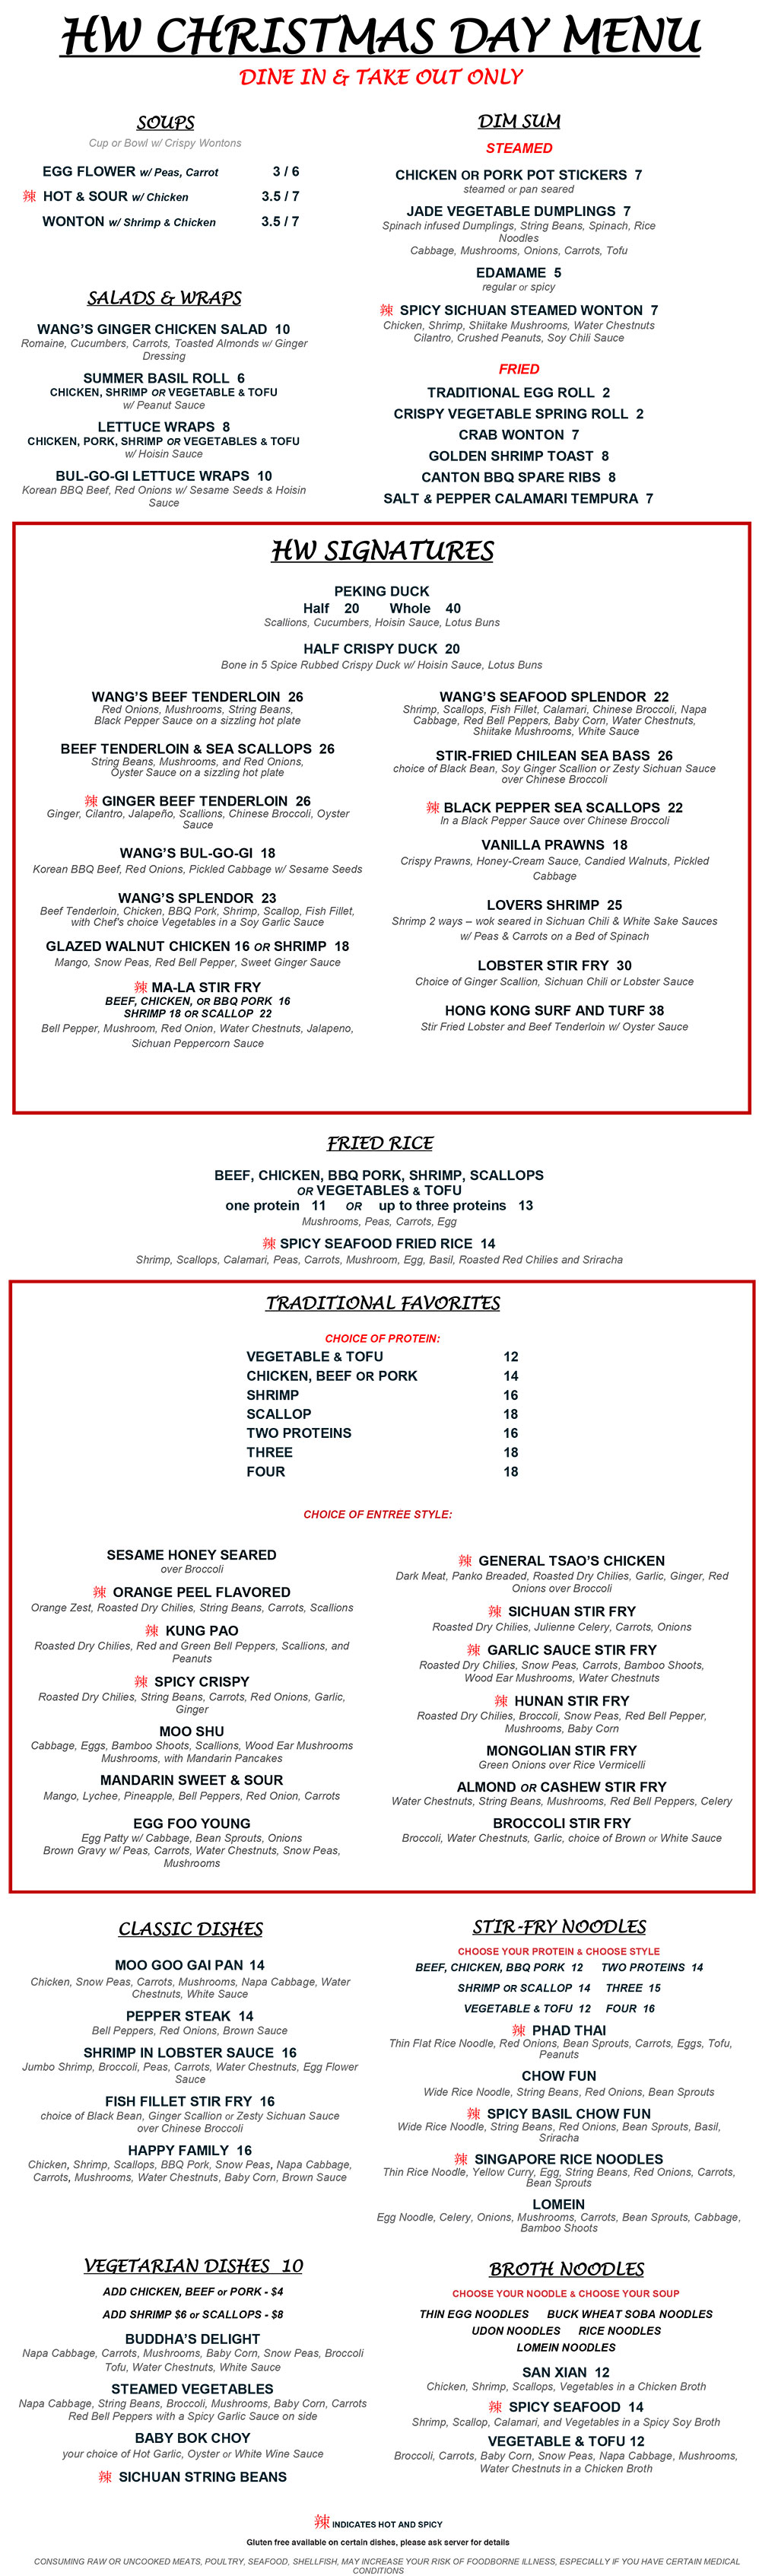 HW CHRISTMAS DAY MENU
DINE IN & TAKE OUT ONLY
SOUPS
Cup or Bowl w/ Crispy Wontons
EGG FLOWER w/ Peas, Carrot 3 / 6
辣 HOT & SOUR w/ Chicken 3.5 / 7
WONTON w/ Shrimp & Chicken 3.5 / 7
SALADS & WRAPS
WANG'S GINGER CHICKEN SALAD 10
Romaine, Cucumbers, Carrots, Toasted Almonds w/ Ginger
Dressing
SUMMER BASIL ROLL 6
CHICKEN, SHRIMP OR VEGETABLE & TOFU
w/ Peanut Sauce
LETTUCE WRAPS 8
CHICKEN, PORK, SHRIMP OR VEGETABLES & TOFU
w/ Hoisin Sauce
BUL-GO-GI LETTUCE WRAPS 10
Korean BBQ Beef, Red Onions w/ Sesame Seeds & Hoisin
Sauce
DIM SUM
STEAMED
CHICKEN OR PORK POT STICKERS 7
steamed or pan seared
JADE VEGETABLE DUMPLINGS 7
Spinach infused Dumplings, String Beans, Spinach, Rice
Noodles
Cabbage, Mushrooms, Onions, Carrots, Tofu
EDAMAME 5
regular or spicy
辣 SPICY SICHUAN STEAMED WONTON 7
Chicken, Shrimp, Shiitake Mushrooms, Water Chestnuts
Cilantro, Crushed Peanuts, Soy Chili Sauce
FRIED
TRADITIONAL EGG ROLL 2
CRISPY VEGETABLE SPRING ROLL 2
CRAB WONTON 7
GOLDEN SHRIMP TOAST 8
CANTON BBQ SPARE RIBS 8
SALT & PEPPER CALAMARI TEMPURA 7
HW SIGNATURES
PEKING DUCK
Half 20 Whole 40
Scallions, Cucumbers, Hoisin Sauce, Lotus Buns
HALF CRISPY DUCK 20
Bone in 5 Spice Rubbed Crispy Duck w/ Hoisin Sauce, Lotus Buns
WANG'S BEEF TENDERLOIN 26
Red Onions, Mushrooms, String Beans,
Black Pepper Sauce on a sizzling hot plate
BEEF TENDERLOIN & SEA SCALLOPS 26
String Beans, Mushrooms, and Red Onions,
Oyster Sauce on a sizzling hot plate
辣 GINGER BEEF TENDERLOIN 26
Ginger, Cilantro, Jalapeño, Scallions, Chinese Broccoli, Oyster
Sauce
WANG'S BUL-GO-GI 18
Korean BBQ Beef, Red Onions, Pickled Cabbage w/ Sesame Seeds
WANG'S SPLENDOR 23
Beef Tenderloin, Chicken, BBQ Pork, Shrimp, Scallop, Fish Fillet,
with Chef's choice Vegetables in a Soy Garlic Sauce
GLAZED WALNUT CHICKEN 16 OR SHRIMP 18
Mango, Snow Peas, Red Bell Pepper, Sweet Ginger Sauce
辣 MA-LA STIR FRY
BEEF, CHICKEN, OR BBQ PORK 16
SHRIMP 18 OR SCALLOP 22
Bell Pepper, Mushroom, Red Onion, Water Chestnuts, Jalapeno,
Sichuan Peppercorn Sauce
WANG'S SEAFOOD SPLENDOR 22
Shrimp, Scallops, Fish Fillet, Calamari, Chinese Broccoli, Napa
Cabbage, Red Bell Peppers, Baby Corn, Water Chestnuts,
Shiitake Mushrooms, White Sauce
STIR-FRIED CHILEAN SEA BASS 26
choice of Black Bean, Soy Ginger Scallion or Zesty Sichuan Sauce
over Chinese Broccoli
辣 BLACK PEPPER SEA SCALLOPS 22
In a Black Pepper Sauce over Chinese Broccoli
VANILLA PRAWNS 18
Crispy Prawns, Honey-Cream Sauce, Candied Walnuts, Pickled
Cabbage
LOVERS SHRIMP 25
Shrimp 2 ways – wok seared in Sichuan Chili & White Sake Sauces
w/ Peas & Carrots on a Bed of Spinach
LOBSTER STIR FRY 30
Choice of Ginger Scallion, Sichuan Chili or Lobster Sauce
HONG KONG SURF AND TURF 38
Stir Fried Lobster and Beef Tenderloin w/ Oyster Sauce
FRIED RICE
BEEF, CHICKEN, BBQ PORK, SHRIMP, SCALLOPS
OR VEGETABLES & TOFU
one protein 11 OR up to three proteins 13
Mushrooms, Peas, Carrots, Egg
辣 SPICY SEAFOOD FRIED RICE 14
Shrimp, Scallops, Calamari, Peas, Carrots, Mushroom, Egg, Basil, Roasted Red Chilies and Sriracha
TRADITIONAL FAVORITES
CHOICE OF PROTEIN:
VEGETABLE & TOFU 12
CHICKEN, BEEF OR PORK 14
SHRIMP 16
SCALLOP 18
TWO PROTEINS 16
THREE 18
FOUR 18
CHOICE OF ENTREE STYLE:
SESAME HONEY SEARED
over Broccoli
辣 ORANGE PEEL FLAVORED
Orange Zest, Roasted Dry Chilies, String Beans, Carrots, Scallions
辣 KUNG PAO
Roasted Dry Chilies, Red and Green Bell Peppers, Scallions, and
Peanuts
辣 SPICY CRISPY
Roasted Dry Chilies, String Beans, Carrots, Red Onions, Garlic,
Ginger
MOO SHU
Cabbage, Eggs, Bamboo Shoots, Scallions, Wood Ear Mushrooms
Mushrooms, with Mandarin Pancakes
MANDARIN SWEET & SOUR
Mango, Lychee, Pineapple, Bell Peppers, Red Onion, Carrots
EGG FOO YOUNG
Egg Patty w/ Cabbage, Bean Sprouts, Onions
Brown Gravy w/ Peas, Carrots, Water Chestnuts, Snow Peas,
Mushrooms
辣 GENERAL TSAO'S CHICKEN
Dark Meat, Panko Breaded, Roasted Dry Chilies, Garlic, Ginger, Red
Onions over Broccoli
辣 SICHUAN STIR FRY
Roasted Dry Chilies, Julienne Celery, Carrots, Onions
辣 GARLIC SAUCE STIR FRY
Roasted Dry Chilies, Snow Peas, Carrots, Bamboo Shoots,
Wood Ear Mushrooms, Water Chestnuts
辣 HUNAN STIR FRY
Roasted Dry Chilies, Broccoli, Snow Peas, Red Bell Pepper,
Mushrooms, Baby Corn
MONGOLIAN STIR FRY
Green Onions over Rice Vermicelli
ALMOND OR CASHEW STIR FRY
Water Chestnuts, String Beans, Mushrooms, Red Bell Peppers, Celery
BROCCOLI STIR FRY
Broccoli, Water Chestnuts, Garlic, choice of Brown or White Sauce
CLASSIC DISHES
MOO GOO GAI PAN 14
Chicken, Snow Peas, Carrots, Mushrooms, Napa Cabbage, Water
Chestnuts, White Sauce
PEPPER STEAK 14
Bell Peppers, Red Onions, Brown Sauce
SHRIMP IN LOBSTER SAUCE 16
Jumbo Shrimp, Broccoli, Peas, Carrots, Water Chestnuts, Egg Flower
Sauce
FISH FILLET STIR FRY 16
choice of Black Bean, Ginger Scallion or Zesty Sichuan Sauce
over Chinese Broccoli
HAPPY FAMILY 16
Chicken, Shrimp, Scallops, BBQ Pork, Snow Peas, Napa Cabbage,
Carrots, Mushrooms, Water Chestnuts, Baby Corn, Brown Sauce
STIR-FRY NOODLES
CHOOSE YOUR PROTEIN & CHOOSE STYLE
BEEF, CHICKEN, BBQ PORK 12 TWO PROTEINS 14
SHRIMP OR SCALLOP 14 THREE 15
VEGETABLE & TOFU 12 FOUR 16
辣 PHAD THAI
Thin Flat Rice Noodle, Red Onions, Bean Sprouts, Carrots, Eggs, Tofu,
Peanuts
CHOW FUN
Wide Rice Noodle, String Beans, Red Onions, Bean Sprouts
辣 SPICY BASIL CHOW FUN
Wide Rice Noodle, String Beans, Red Onions, Bean Sprouts, Basil,
Sriracha
辣 SINGAPORE RICE NOODLES
Thin Rice Noodle, Yellow Curry, Egg, String Beans, Red Onions, Carrots,
Bean Sprouts
LOMEIN
Egg Noodle, Celery, Onions, Mushrooms, Carrots, Bean Sprouts, Cabbage,
Bamboo Shoots
VEGETARIAN DISHES 10
ADD CHICKEN, BEEF or PORK - $4
ADD SHRIMP $6 or SCALLOPS - $8
BUDDHA'S DELIGHT
Napa Cabbage, Carrots, Mushrooms, Baby Corn, Snow Peas, Broccoli
Tofu, Water Chestnuts, White Sauce
STEAMED VEGETABLES
Napa Cabbage, String Beans, Broccoli, Mushrooms, Baby Corn, Carrots
Red Bell Peppers with a Spicy Garlic Sauce on side
BABY BOK CHOY
your choice of Hot Garlic, Oyster or White Wine Sauce
辣 SICHUAN STRING BEANS
BROTH NOODLES
CHOOSE YOUR NOODLE & CHOOSE YOUR SOUP
THIN EGG NOODLES BUCK WHEAT SOBA NOODLES
UDON NOODLES RICE NOODLES
LOMEIN NOODLES
SAN XIAN 12
Chicken, Shrimp, Scallops, Vegetables in a Chicken Broth
辣 SPICY SEAFOOD 14
Shrimp, Scallop, Calamari, and Vegetables in a Spicy Soy Broth
VEGETABLE & TOFU 12
Broccoli, Carrots, Baby Corn, Snow Peas, Napa Cabbage, Mushrooms,
Water Chestnuts in a Chicken Broth
辣 INDICATES HOT AND SPICY
Gluten free available on certain dishes, please ask server for details
CONSUMING RAW OR UNCOOKED MEATS, POULTRY, SEAFOOD, SHELLFISH, MAY INCREASE YOUR RISK OF FOODBORNE ILLNESS, ESPECIALLY IF YOU HAVE CERTAIN MEDICAL
CONDITIONS